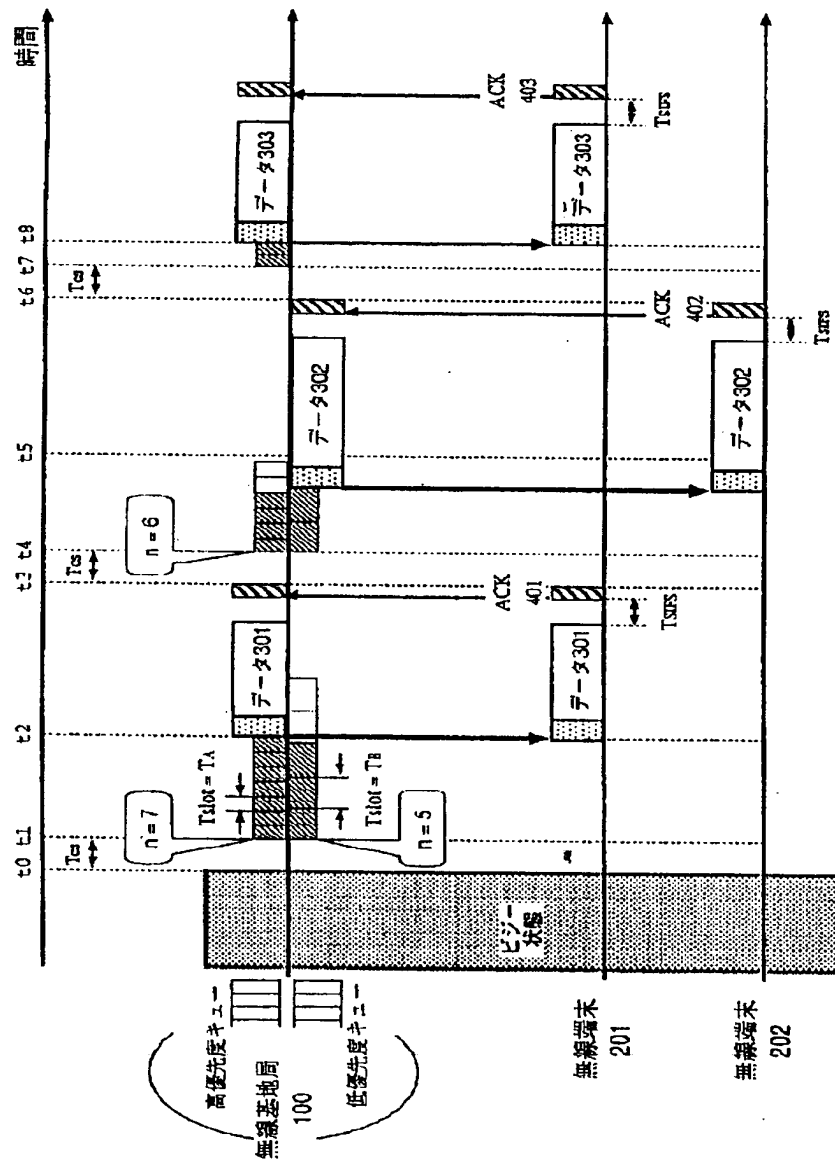 時間
t0 t1 t2 t3 t4 t5 t6 t7 t8
Tcs
Tcs
Tcs
n = 7
n = 6
Tslot = TA
データ301
データ303
高優先度キュー
無線基地局
100
低優先度キュー
Tslot = TB
n = 5
データ302
ビジー
状態
ACK
401
ACK
402
ACK
403
データ301
データ303
無線端末
201
TSIFS
TSIFS
データ302
無線端末
202
TSIFS